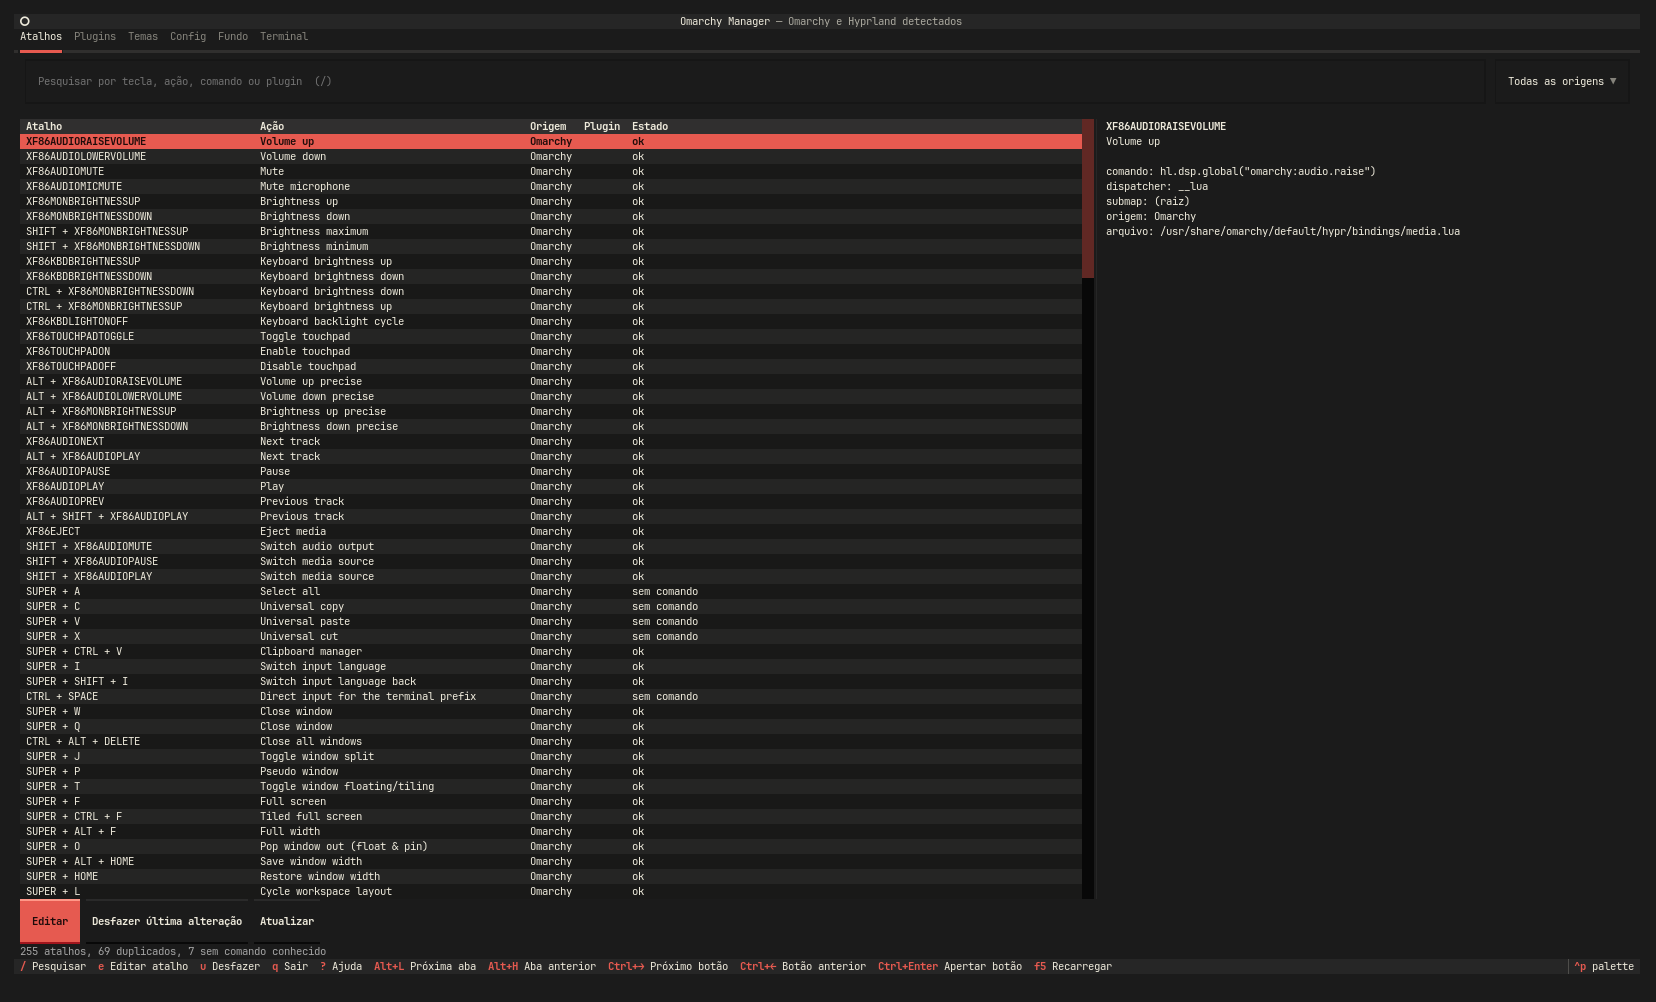 Omarchy Manager — Omarchy e Hyprland detectados
Atalhos Plugins Temas Config Fundo Terminal
Pesquisar por tecla, ação, comando ou plugin (/)
Todas as origens ▼
Atalho Ação Origem Plugin Estado
XF86AUDIORAISEVOLUME Volume up Omarchy ok
XF86AUDIOLOWERVOLUME Volume down Omarchy ok
XF86AUDIOMUTE Mute Omarchy ok
XF86AUDIOMICMUTE Mute microphone Omarchy ok
XF86MONBRIGHTNESSUP Brightness up Omarchy ok
XF86MONBRIGHTNESSDOWN Brightness down Omarchy ok
SHIFT + XF86MONBRIGHTNESSUP Brightness maximum Omarchy ok
SHIFT + XF86MONBRIGHTNESSDOWN Brightness minimum Omarchy ok
XF86KBDBRIGHTNESSUP Keyboard brightness up Omarchy ok
XF86KBDBRIGHTNESSDOWN Keyboard brightness down Omarchy ok
CTRL + XF86MONBRIGHTNESSDOWN Keyboard brightness down Omarchy ok
CTRL + XF86MONBRIGHTNESSUP Keyboard brightness up Omarchy ok
XF86KBDLIGHTONOFF Keyboard backlight cycle Omarchy ok
XF86TOUCHPADTOGGLE Toggle touchpad Omarchy ok
XF86TOUCHPADON Enable touchpad Omarchy ok
XF86TOUCHPADOFF Disable touchpad Omarchy ok
ALT + XF86AUDIORAISEVOLUME Volume up precise Omarchy ok
ALT + XF86AUDIOLOWERVOLUME Volume down precise Omarchy ok
ALT + XF86MONBRIGHTNESSUP Brightness up precise Omarchy ok
ALT + XF86MONBRIGHTNESSDOWN Brightness down precise Omarchy ok
XF86AUDIONEXT Next track Omarchy ok
ALT + XF86AUDIOPLAY Next track Omarchy ok
XF86AUDIOPAUSE Pause Omarchy ok
XF86AUDIOPLAY Play Omarchy ok
XF86AUDIOPREV Previous track Omarchy ok
ALT + SHIFT + XF86AUDIOPLAY Previous track Omarchy ok
XF86EJECT Eject media Omarchy ok
SHIFT + XF86AUDIOMUTE Switch audio output Omarchy ok
SHIFT + XF86AUDIOPAUSE Switch media source Omarchy ok
SHIFT + XF86AUDIOPLAY Switch media source Omarchy ok
SUPER + A Select all Omarchy sem comando
SUPER + C Universal copy Omarchy sem comando
SUPER + V Universal paste Omarchy sem comando
SUPER + X Universal cut Omarchy sem comando
SUPER + CTRL + V Clipboard manager Omarchy ok
SUPER + I Switch input language Omarchy ok
SUPER + SHIFT + I Switch input language back Omarchy ok
CTRL + SPACE Direct input for the terminal prefix Omarchy sem comando
SUPER + W Close window Omarchy ok
SUPER + Q Close window Omarchy ok
CTRL + ALT + DELETE Close all windows Omarchy ok
SUPER + J Toggle window split Omarchy ok
SUPER + P Pseudo window Omarchy ok
SUPER + T Toggle window floating/tiling Omarchy ok
SUPER + F Full screen Omarchy ok
SUPER + CTRL + F Tiled full screen Omarchy ok
SUPER + ALT + F Full width Omarchy ok
SUPER + O Pop window out (float & pin) Omarchy ok
SUPER + ALT + HOME Save window width Omarchy ok
SUPER + HOME Restore window width Omarchy ok
SUPER + L Cycle workspace layout Omarchy ok
XF86AUDIORAISEVOLUME
Volume up
comando: hl.dsp.global("omarchy:audio.raise")
dispatcher: __lua
submap: (raiz)
origem: Omarchy
arquivo: /usr/share/omarchy/default/hypr/bindings/media.lua
Editar Desfazer última alteração Atualizar
255 atalhos, 69 duplicados, 7 sem comando conhecido
/ Pesquisar e Editar atalho u Desfazer q Sair ? Ajuda Alt+L Próxima aba Alt+H Aba anterior Ctrl+→ Próximo botão Ctrl+← Botão anterior Ctrl+Enter Apertar botão f5 Recarregar ^p palette